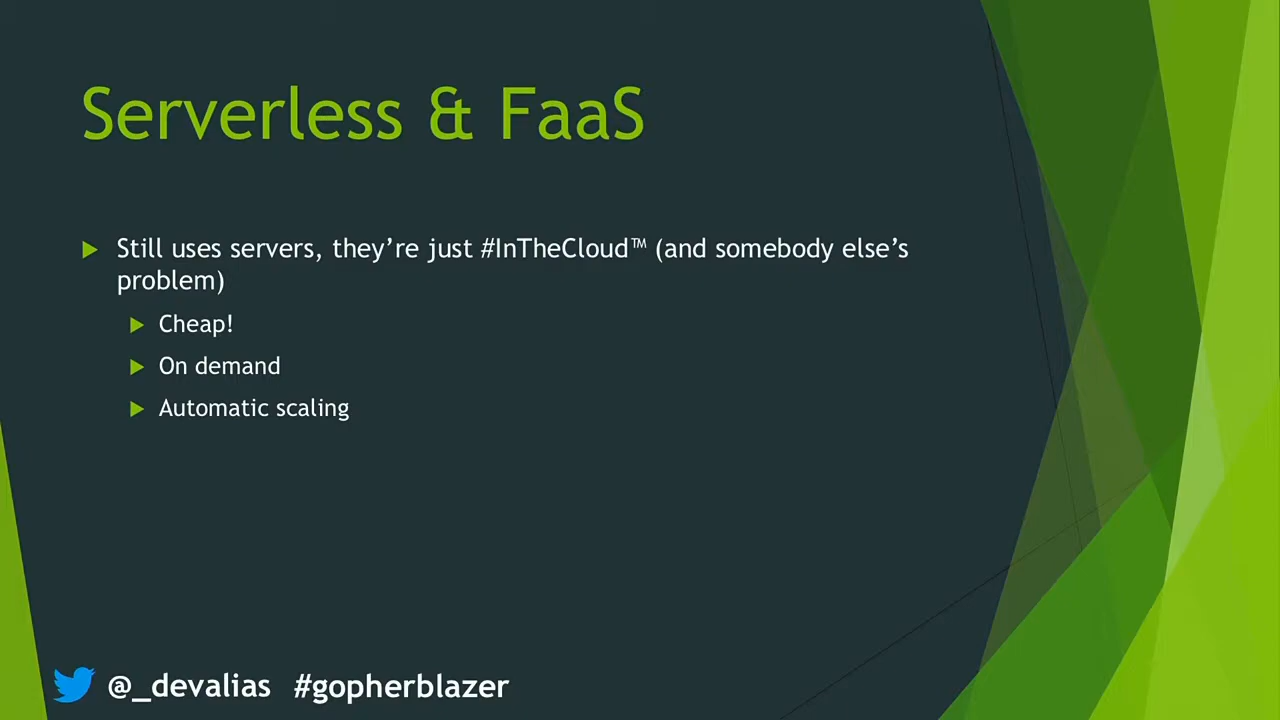 Serverless & FaaS
Still uses servers, they’re just #InTheCloud™ (and somebody else’s
problem)
Cheap!
On demand
Automatic scaling
@_devalias #gopherblazer